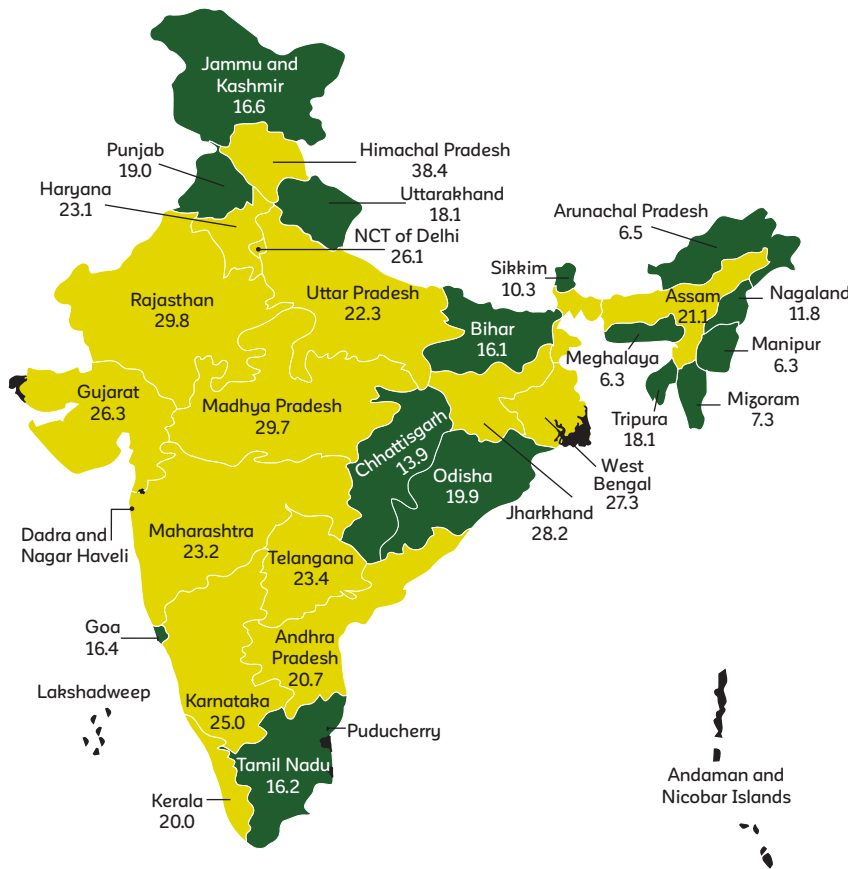 Jammu and
Kashmir
16.6
Punjab
19.0
Himachal Pradesh
38.4
Haryana
23.1
Uttarakhand
18.1
NCT of Delhi
26.1
Arunachal Pradesh
6.5
Sikkim
10.3
Rajasthan
29.8
Uttar Pradesh
22.3
Assam
21.1
Nagaland
11.8
Bihar
16.1
Meghalaya
6.3
Manipur
6.3
Gujarat
26.3
Madhya Pradesh
29.7
Tripura
18.1
Mizoram
7.3
Chhattisgarh
13.9
Odisha
19.9
West
Bengal
27.3
Jharkhand
28.2
Dadra and
Nagar Haveli
Maharashtra
23.2
Telangana
23.4
Goa
16.4
Andhra
Pradesh
20.7
Lakshadweep
Karnataka
25.0
Puducherry
Tamil Nadu
16.2
Andaman and
Nicobar Islands
Kerala
20.0